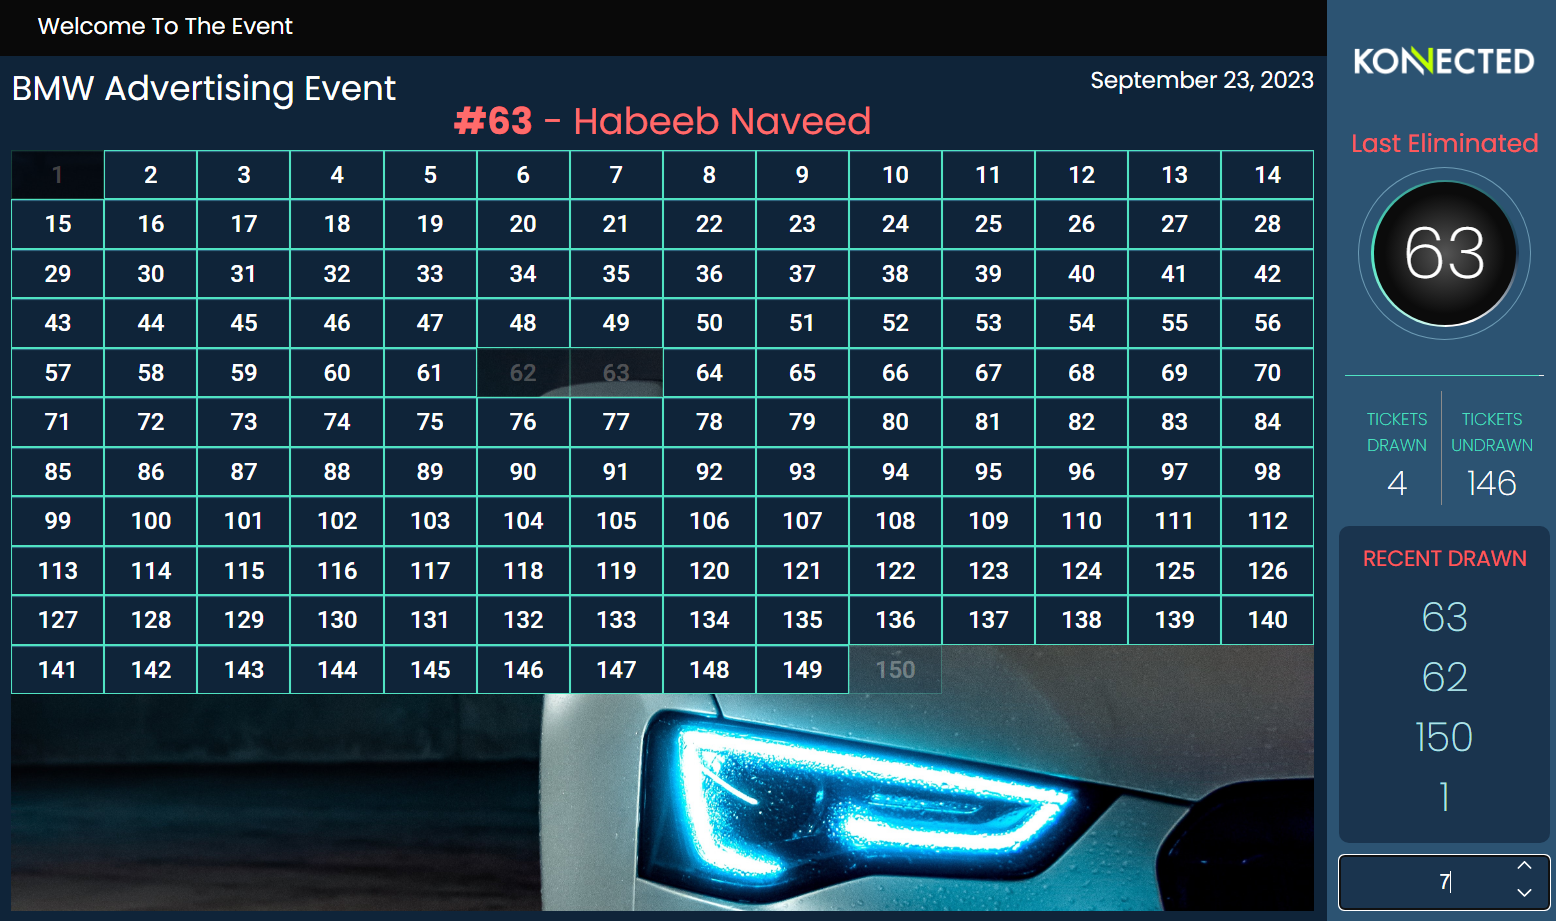 Welcome To The Event
KONNECTED
BMW Advertising Event
September 23, 2023
#63 - Habeeb Naveed
1 2 3 4 5 6 7 8 9 10 11 12 13 14
15 16 17 18 19 20 21 22 23 24 25 26 27 28
29 30 31 32 33 34 35 36 37 38 39 40 41 42
43 44 45 46 47 48 49 50 51 52 53 54 55 56
57 58 59 60 61 62 63 64 65 66 67 68 69 70
71 72 73 74 75 76 77 78 79 80 81 82 83 84
85 86 87 88 89 90 91 92 93 94 95 96 97 98
99 100 101 102 103 104 105 106 107 108 109 110 111 112
113 114 115 116 117 118 119 120 121 122 123 124 125 126
127 128 129 130 131 132 133 134 135 136 137 138 139 140
141 142 143 144 145 146 147 148 149 150
Last Eliminated
63
TICKETS
DRAWN
4
TICKETS
UNDRAWN
146
RECENT DRAWN
63
62
150
1
7